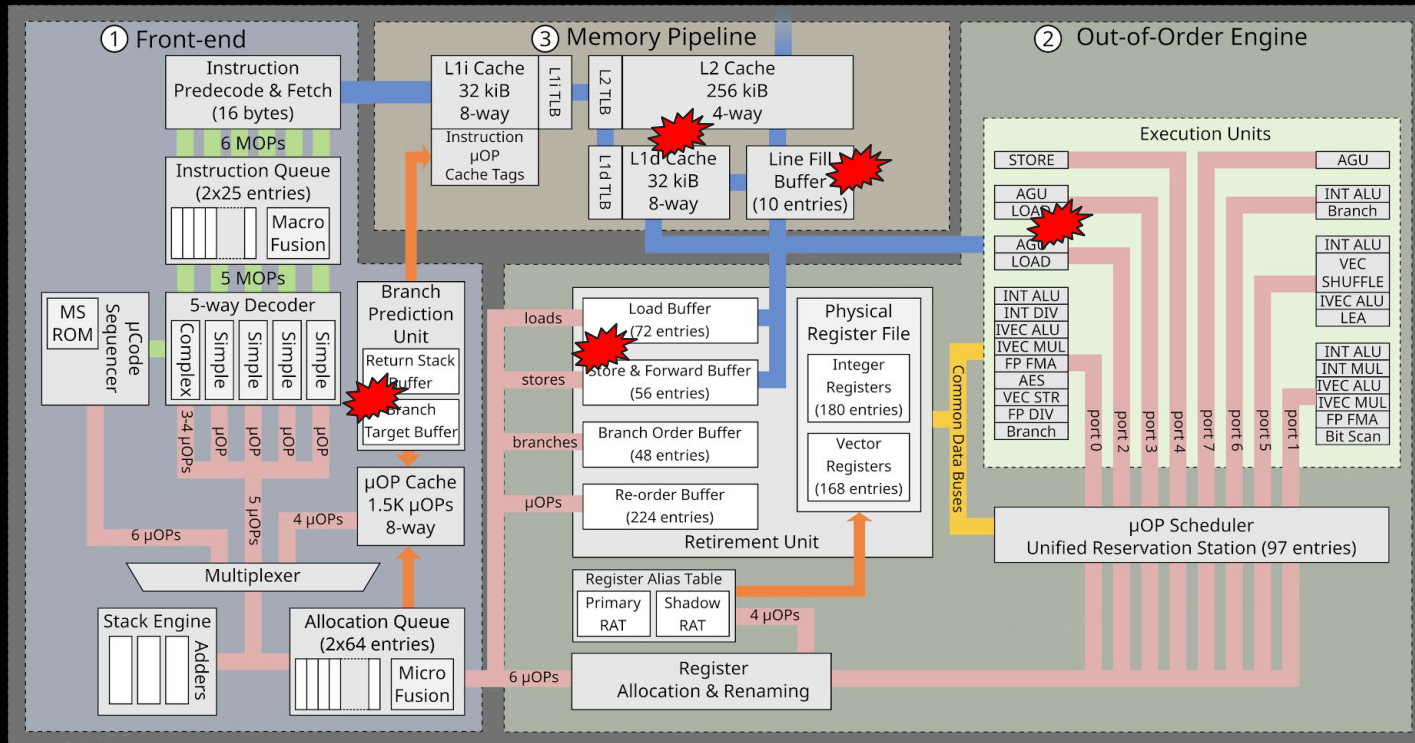 ① Front-end
Instruction
Predecode & Fetch
(16 bytes)
6 MOPs
Instruction Queue
(2x25 entries)
Macro
Fusion
5 MOPs
MS
ROM
µCode
Sequencer
5-way Decoder
Complex
Simple
Simple
Simple
Simple
3-4 µOPs
µOP
µOP
µOP
µOP
5 µOPs
6 µOPs
4 µOPs
Branch
Prediction
Unit
Return Stack
Buffer
Branch
Target Buffer
µOP Cache
1.5K µOPs
8-way
Multiplexer
Stack Engine
Adders
Allocation Queue
(2x64 entries)
Micro
Fusion
③ Memory Pipeline
L1i Cache
32 kiB
8-way
L1i TLB
Instruction
µOP
Cache Tags
L2 TLB
L2 Cache
256 kiB
4-way
L1d TLB
L1d Cache
32 kiB
8-way
Line Fill
Buffer
(10 entries)
② Out-of-Order Engine
loads
stores
branches
µOPs
Load Buffer
(72 entries)
Store & Forward Buffer
(56 entries)
Branch Order Buffer
(48 entries)
Re-order Buffer
(224 entries)
Retirement Unit
Physical
Register File
Integer
Registers
(180 entries)
Vector
Registers
(168 entries)
Register Alias Table
Primary
RAT
Shadow
RAT
4 µOPs
6 µOPs
Register
Allocation & Renaming
Common Data Buses
Execution Units
STORE
AGU
LOAD
AGU
LOAD
INT ALU
INT DIV
IVEC ALU
IVEC MUL
FP FMA
AES
VEC STR
FP DIV
Branch
port 0
port 2
port 3
port 4
port 7
port 6
port 5
port 1
AGU
INT ALU
Branch
INT ALU
VEC
SHUFFLE
IVEC ALU
LEA
INT ALU
INT MUL
IVEC ALU
IVEC MUL
FP FMA
Bit Scan
µOP Scheduler
Unified Reservation Station (97 entries)